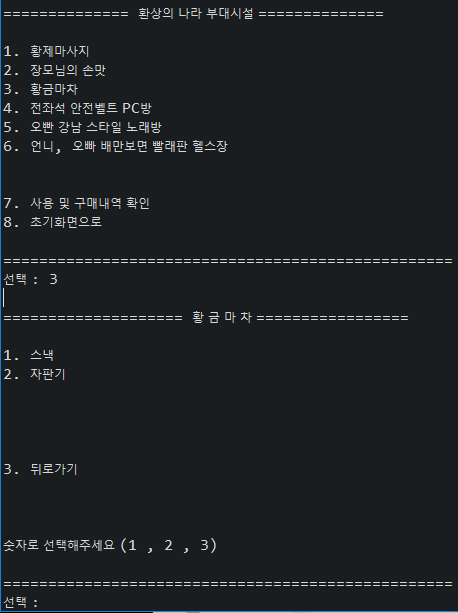 ============== 환상의 나라 부대시설 ==============
1. 황제마사지
2. 장모님의 손맛
3. 황금마차
4. 전좌석 안전벨트 PC방
5. 오빤 강남 스타일 노래방
6. 언니, 오빠 배만보면 빨래판 헬스장
7. 사용 및 구매내역 확인
8. 초기화면으로
==================================================
선택 : 3
==================== 황 금 마 차 =================
1. 스낵
2. 자판기
3. 뒤로가기
숫자로 선택해주세요 (1 , 2 , 3)
==================================================
선택 :